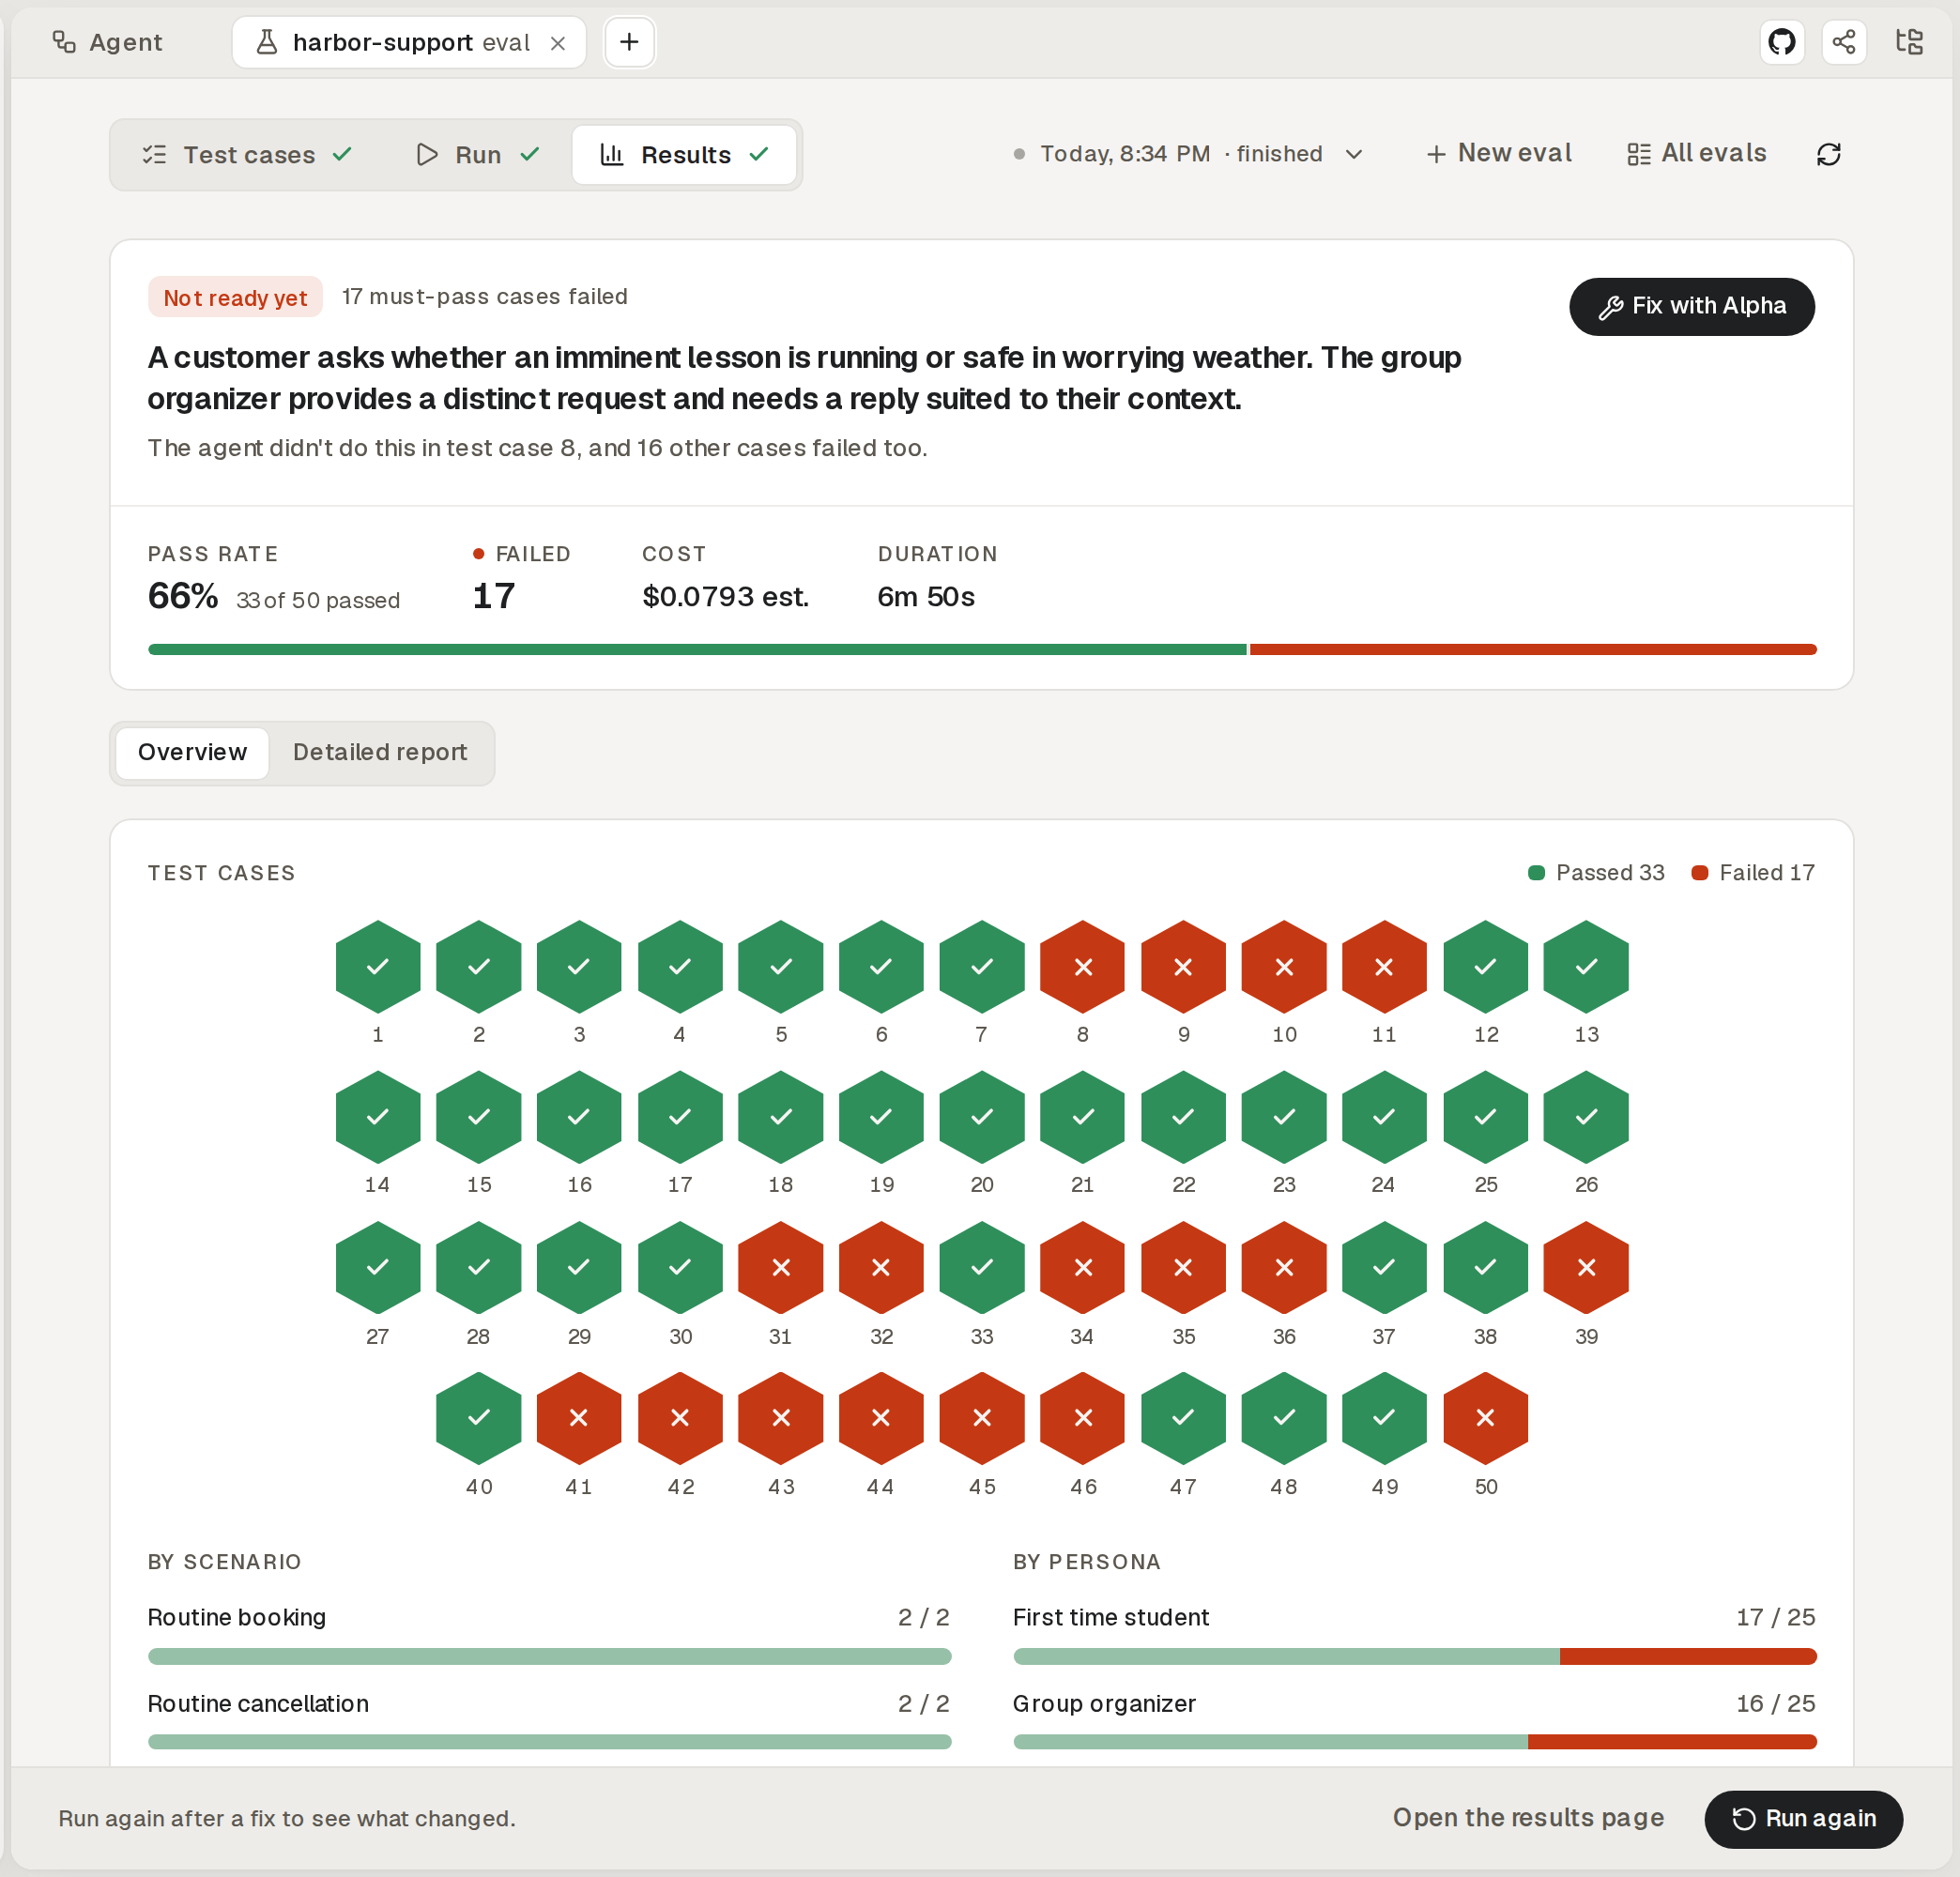 Agent
harbor-support eval
Test cases
Run
Results
Today, 8:34 PM · finished
New eval
All evals
Not ready yet
17 must-pass cases failed
Fix with Alpha
A customer asks whether an imminent lesson is running or safe in worrying weather. The group
organizer provides a distinct request and needs a reply suited to their context.
The agent didn't do this in test case 8, and 16 other cases failed too.
PASS RATE
66% 33 of 50 passed
FAILED
17
COST
$0.0793 est.
DURATION
6m 50s
Overview
Detailed report
TEST CASES
Passed 33
Failed 17
1 2 3 4 5 6 7 8 9 10 11 12 13
14 15 16 17 18 19 20 21 22 23 24 25 26
27 28 29 30 31 32 33 34 35 36 37 38 39
40 41 42 43 44 45 46 47 48 49 50
BY SCENARIO
Routine booking 2 / 2
Routine cancellation 2 / 2
BY PERSONA
First time student 17 / 25
Group organizer 16 / 25
Run again after a fix to see what changed.
Open the results page
Run again